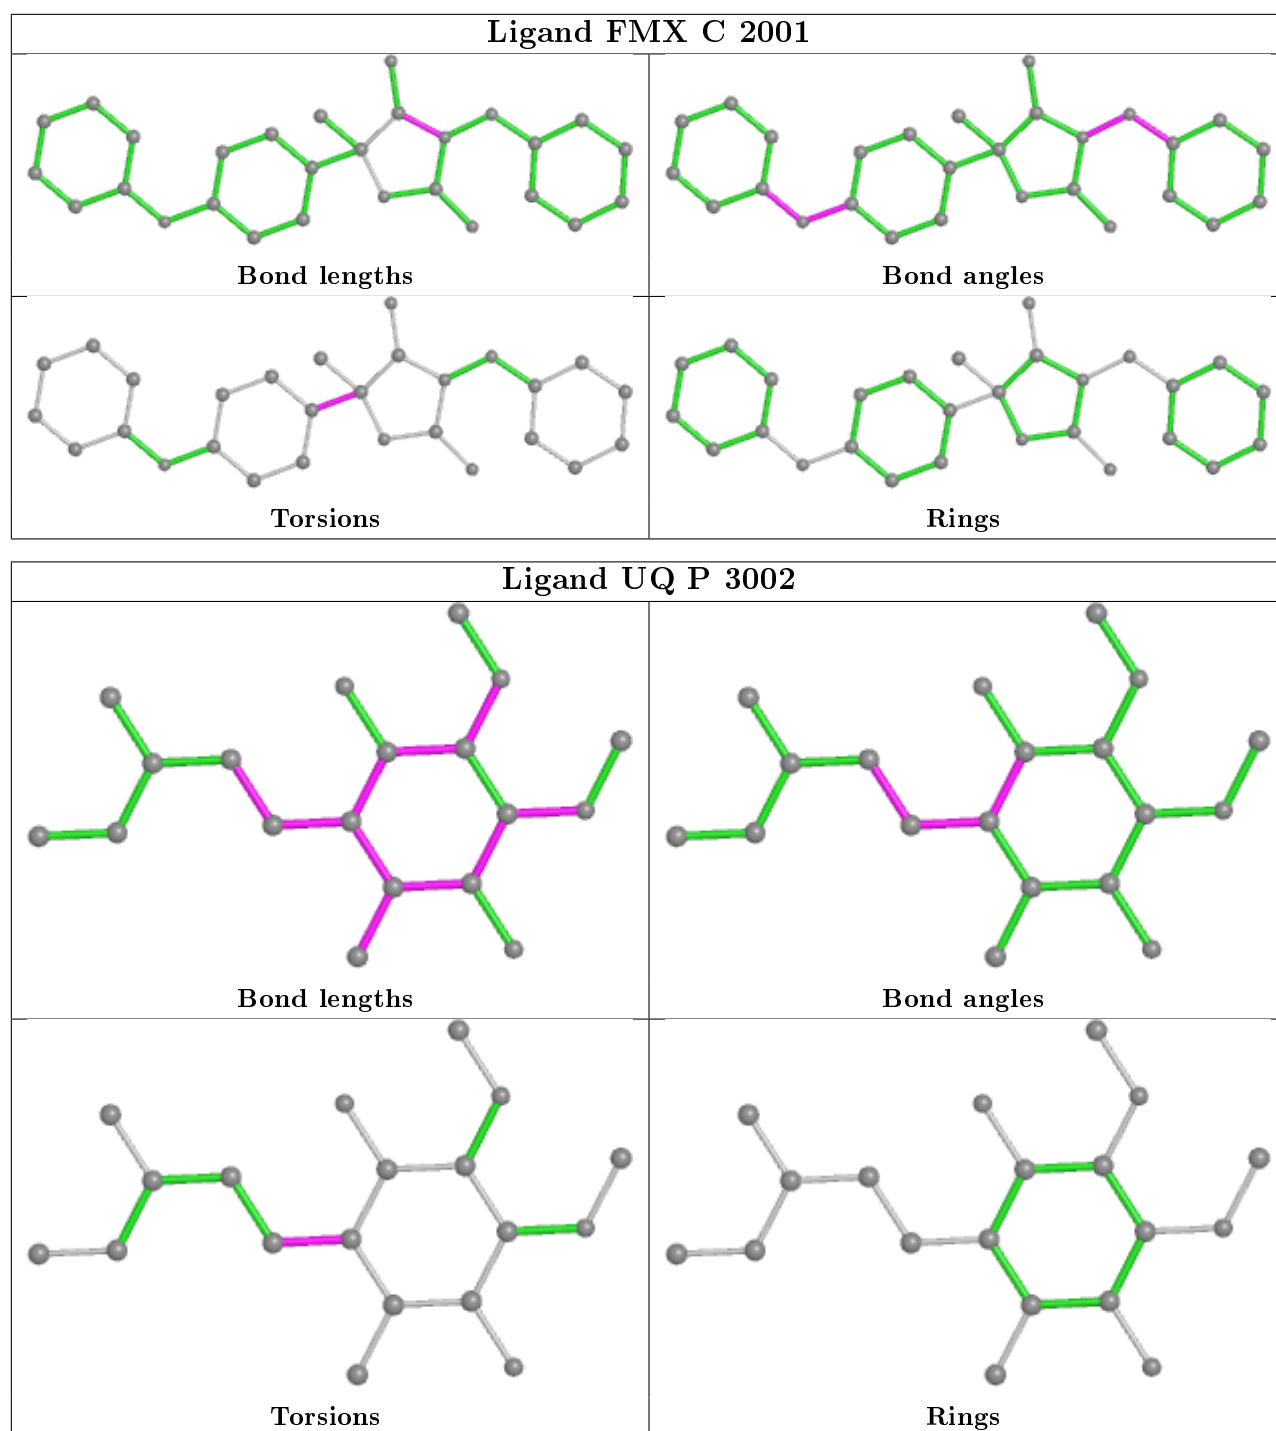 Ligand FMX C 2001
Bond lengths
Bond angles
Torsions
Rings
Ligand UQ P 3002
Bond lengths
Bond angles
Torsions
Rings